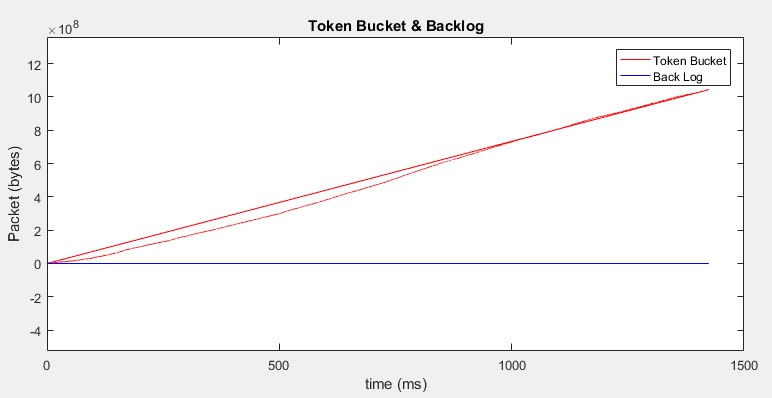 Token Bucket & Backlog
×10^8
Token Bucket
Back Log
12
10
8
6
4
2
0
-2
-4
Packet (bytes)
0 500 1000 1500
time (ms)